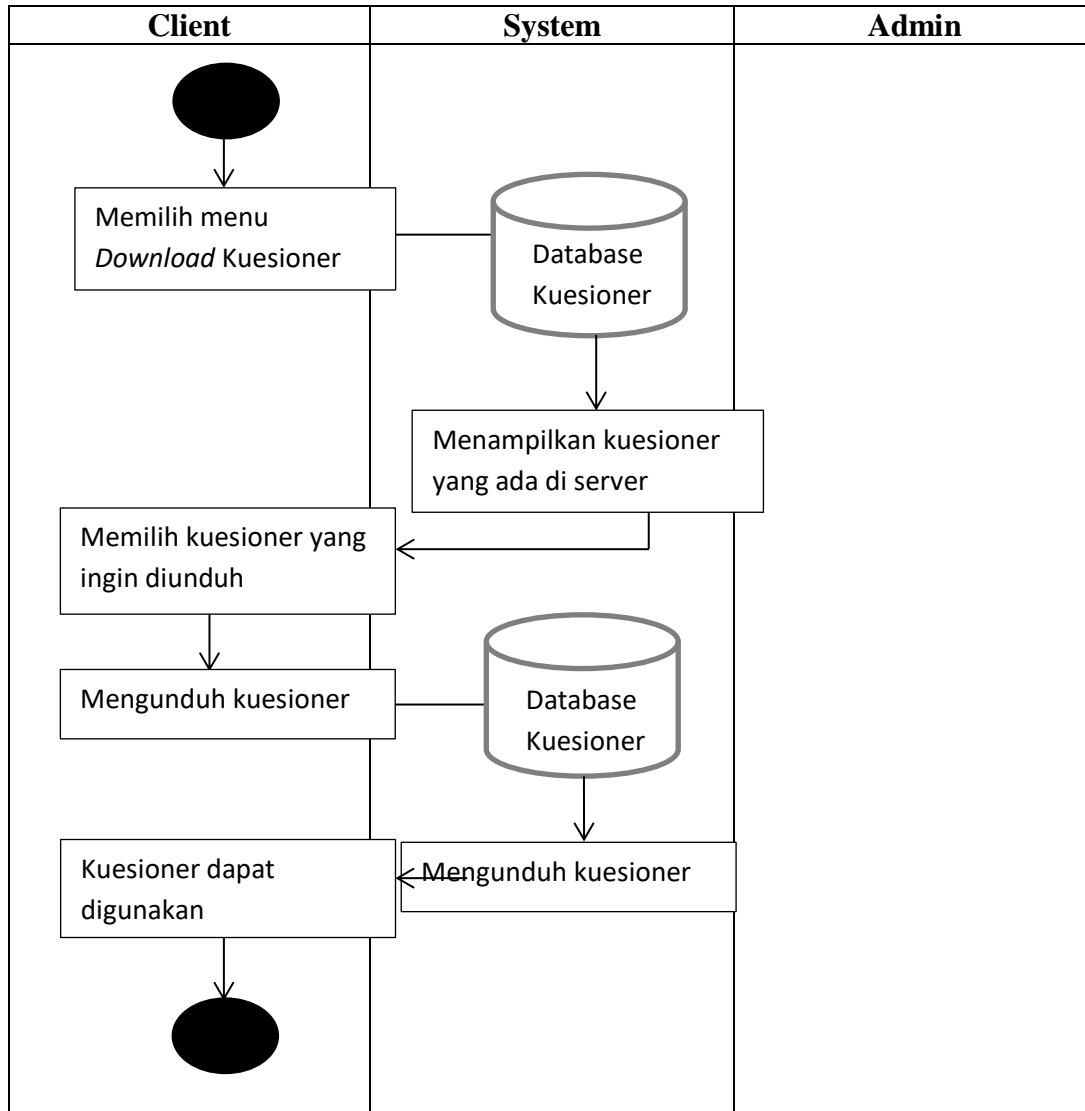 Client
System
Admin
Memilih menu
Download Kuesioner
Database
Kuesioner
Menampilkan kuesioner
yang ada di server
Memilih kuesioner yang
ingin diunduh
Mengunduh kuesioner
Database
Kuesioner
Mengunduh kuesioner
Kuesioner dapat
digunakan